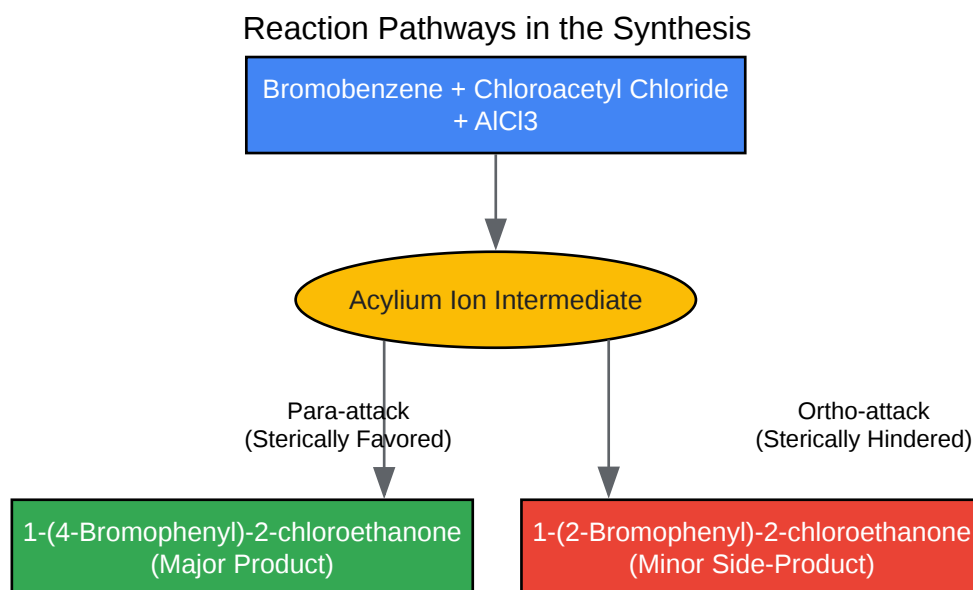 Reaction Pathways in the Synthesis
Bromobenzene + Chloroacetyl Chloride
+ AlCl3
Acylium Ion Intermediate
Para-attack
(Sterically Favored)
Ortho-attack
(Sterically Hindered)
1-(4-Bromophenyl)-2-chloroethanone
(Major Product)
1-(2-Bromophenyl)-2-chloroethanone
(Minor Side-Product)